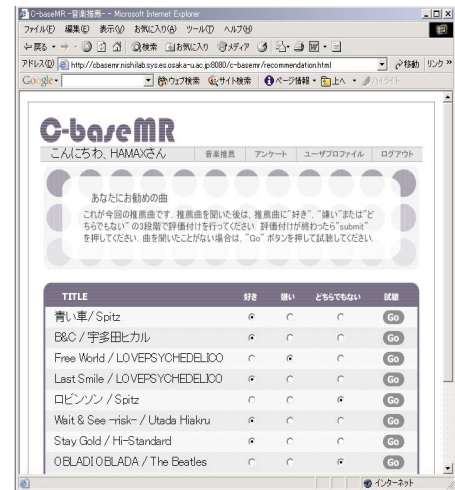 C-baseMR -音楽推薦- - Microsoft Internet Explorer
ファイル(F) 編集(E) 表示(V) お気に入り(A) ツール(T) ヘルプ(H)
戻る 検索 お気に入り メディア
アドレス(D) http://cbasemr.nishilab.sys.es.osaka-u.ac.jp:8080/c-basemr/recommendation.html 移動 リンク »
Google ウェブ検索 サイト検索 ページ情報 上へ ハイライト
C-baseMR
こんにちわ、HAMAXさん 音楽推薦 アンケート ユーザプロファイル ログアウト
あなたにお勧めの曲
これが今回の推薦曲です. 推薦曲を聞いた後は, 推薦曲に"好き", "嫌い"または"ど
ちらでもない" の3段階で評価付けを行ってください. 評価付けが終わったら"submit"
を押してください. 曲を聞いたことがない場合は, "Go" ボタンを押して試聴してください.
TITLE 好き 嫌い どちらでもない 試聴
青い車/ Spitz Go
B&C / 宇多田ヒカル Go
Free World / LOVEPSYCHEDELICO Go
Last Smile / LOVEPSYCHEDELICO Go
ロビンソン / Spitz Go
Wait & See -risk- / Utada Hiakru Go
Stay Gold / Hi-Standard Go
OBLADI OBLADA / The Beatles Go
インターネット